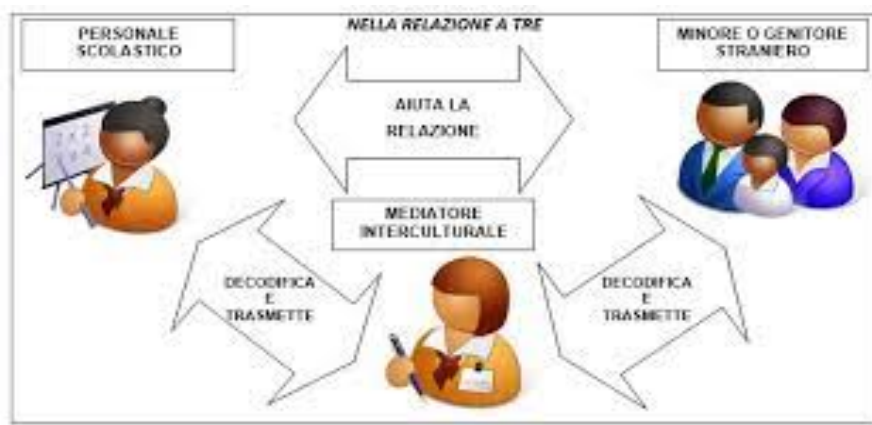 NELLA RELAZIONE A TRE
PERSONALE
SCOLASTICO
MINORE O GENITORE
STRANIERO
AIUTA LA
RELAZIONE
MEDIATORE
INTERCULTURALE
DECODIFICA
E
TRASMETTE
DECODIFICA
E
TRASMETTE